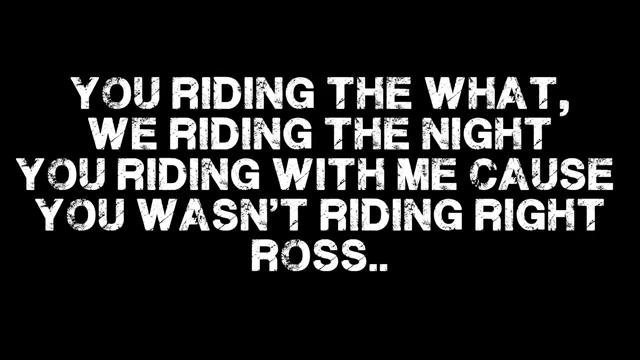 YOU RIDING THE WHAT,
WE RIDING THE NIGHT
YOU RIDING WITH ME CAUSE
YOU WASN'T RIDING RIGHT
ROSS..